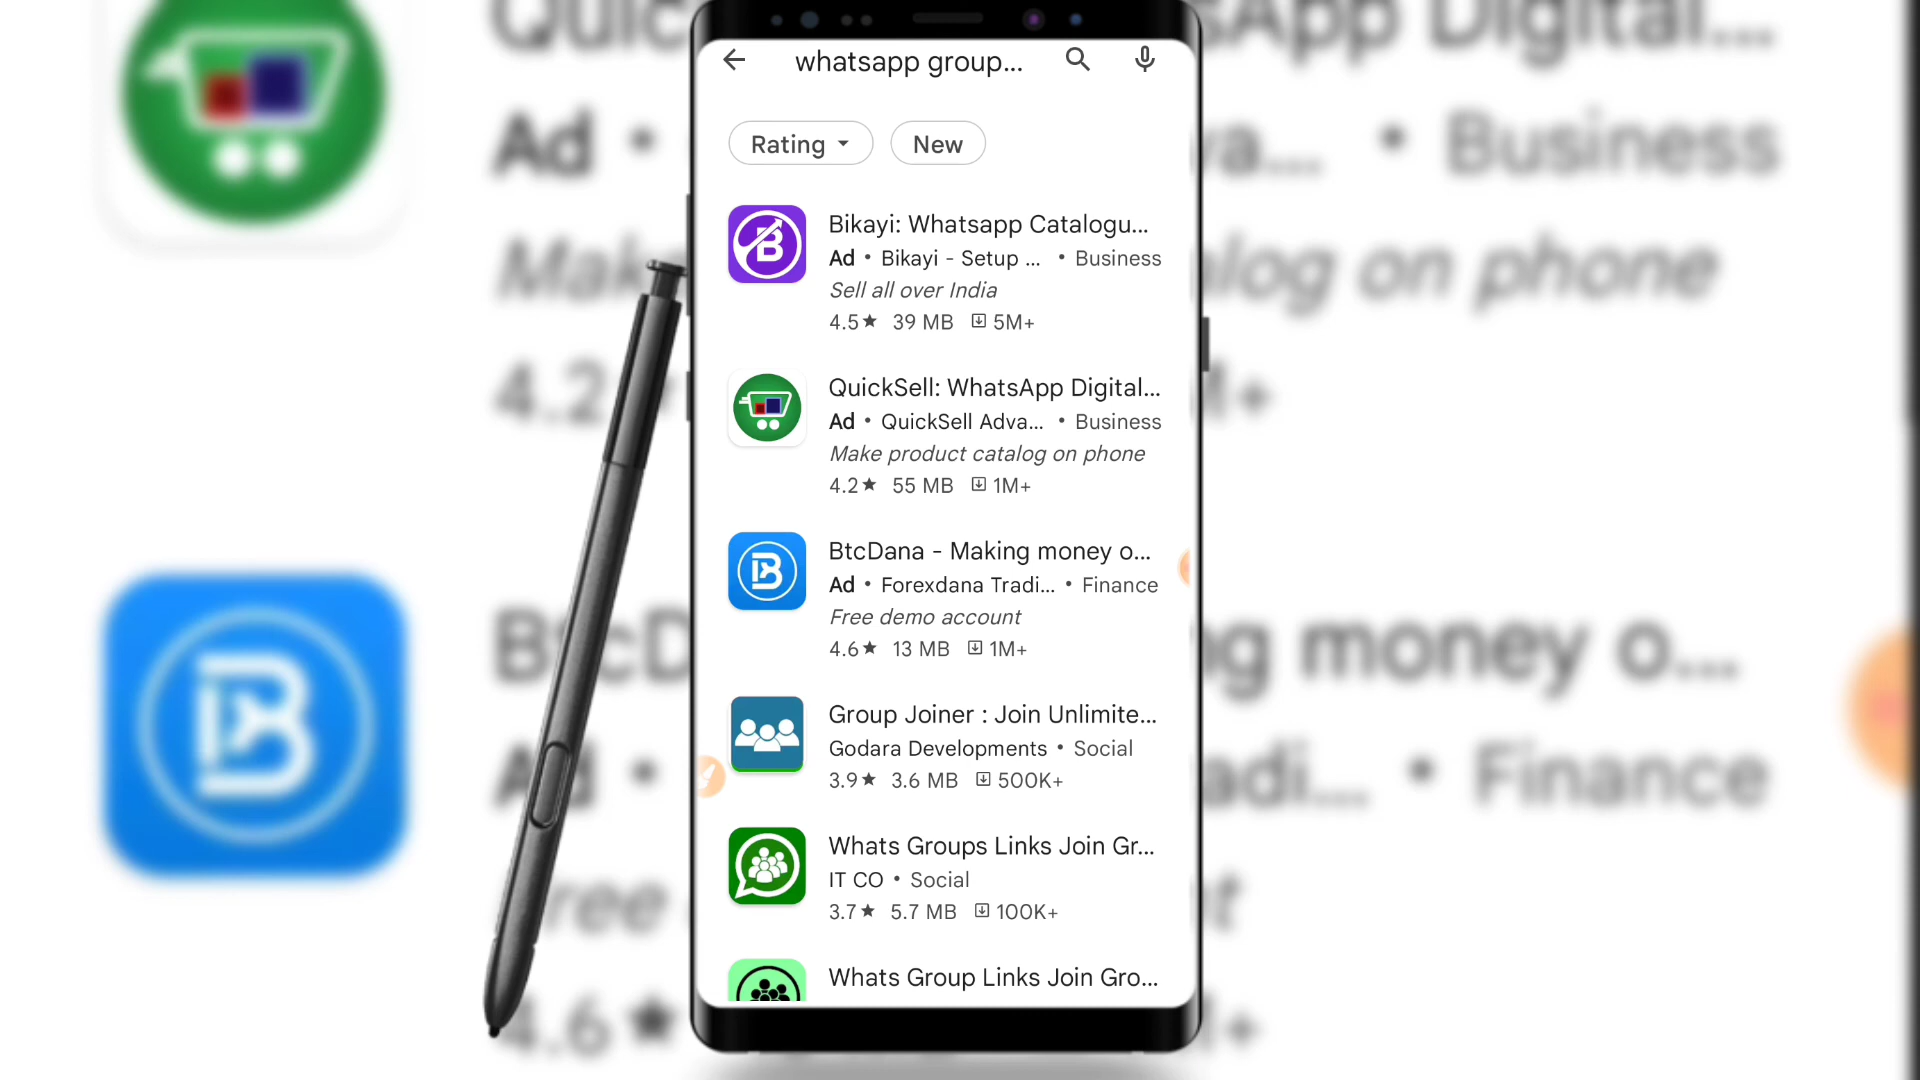 whatsapp group...
Rating
New
Bikayi: Whatsapp Catalogu...
Ad • Bikayi - Setup ... • Business
Sell all over India
4.5★ 39 MB 5M+
QuickSell: WhatsApp Digital...
Ad • QuickSell Adva... • Business
Make product catalog on phone
4.2★ 55 MB 1M+
BtcDana - Making money o...
Ad • Forexdana Tradi... • Finance
Free demo account
4.6★ 13 MB 1M+
Group Joiner : Join Unlimite...
Godara Developments • Social
3.9★ 3.6 MB 500K+
Whats Groups Links Join Gr...
IT CO • Social
3.7★ 5.7 MB 100K+
Whats Group Links Join Gro...